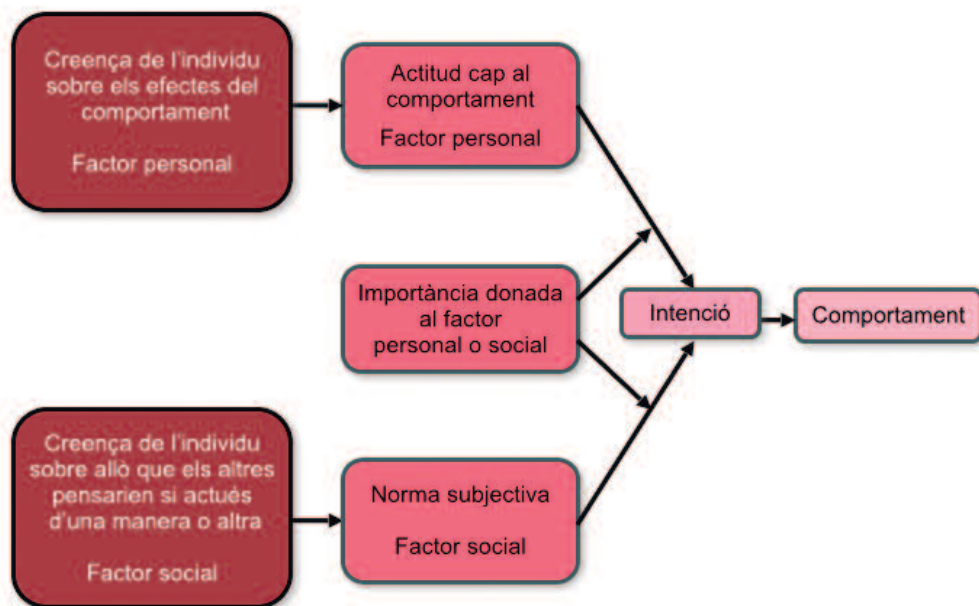 Creença de l'individu
sobre els efectes del
comportament
Factor personal
Actitud cap al
comportament
Factor personal
Importància donada
al factor
personal o social
Intenció
Comportament
Creença de l'individu
sobre allò que els altres
pensarien si actués
d'una manera o altra
Factor social
Norma subjectiva
Factor social